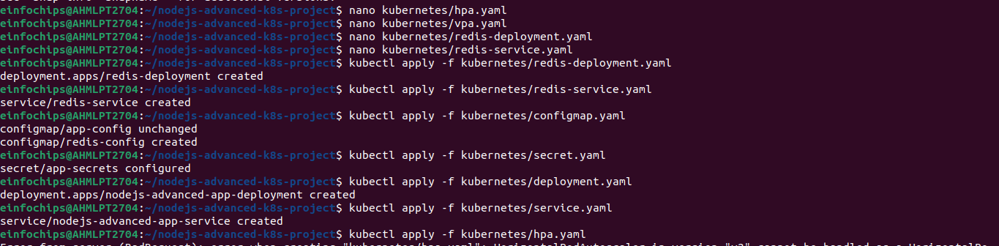 einfochips@AHMLPT2704:~/nodejs-advanced-k8s-project$ nano kubernetes/hpa.yaml
einfochips@AHMLPT2704:~/nodejs-advanced-k8s-project$ nano kubernetes/vpa.yaml
einfochips@AHMLPT2704:~/nodejs-advanced-k8s-project$ nano kubernetes/redis-deployment.yaml
einfochips@AHMLPT2704:~/nodejs-advanced-k8s-project$ nano kubernetes/redis-service.yaml
einfochips@AHMLPT2704:~/nodejs-advanced-k8s-project$ kubectl apply -f kubernetes/redis-deployment.yaml
deployment.apps/redis-deployment created
einfochips@AHMLPT2704:~/nodejs-advanced-k8s-project$ kubectl apply -f kubernetes/redis-service.yaml
service/redis-service created
einfochips@AHMLPT2704:~/nodejs-advanced-k8s-project$ kubectl apply -f kubernetes/configmap.yaml
configmap/app-config unchanged
configmap/redis-config created
einfochips@AHMLPT2704:~/nodejs-advanced-k8s-project$ kubectl apply -f kubernetes/secret.yaml
secret/app-secrets configured
einfochips@AHMLPT2704:~/nodejs-advanced-k8s-project$ kubectl apply -f kubernetes/deployment.yaml
deployment.apps/nodejs-advanced-app-deployment created
einfochips@AHMLPT2704:~/nodejs-advanced-k8s-project$ kubectl apply -f kubernetes/service.yaml
service/nodejs-advanced-app-service created
einfochips@AHMLPT2704:~/nodejs-advanced-k8s-project$ kubectl apply -f kubernetes/hpa.yaml